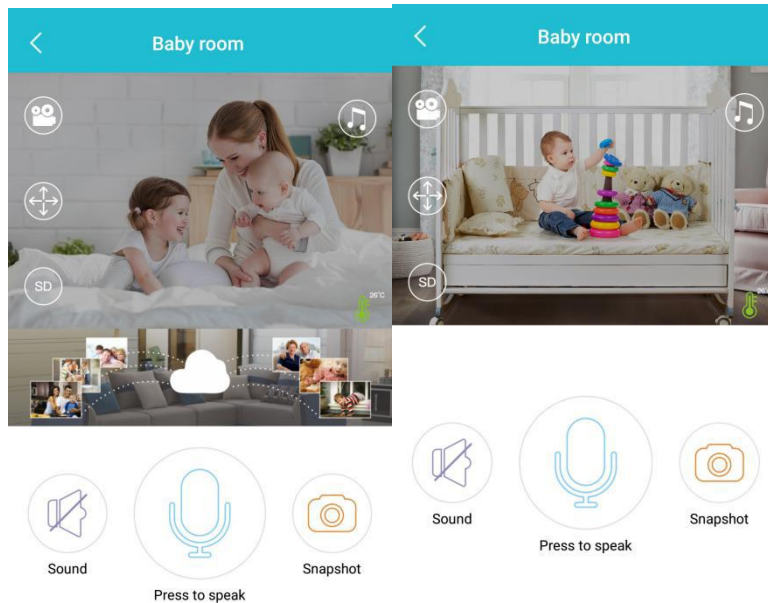 Baby room
SD
26°C
Sound
Press to speak
Snapshot
Baby room
SD
Sound
Press to speak
Snapshot